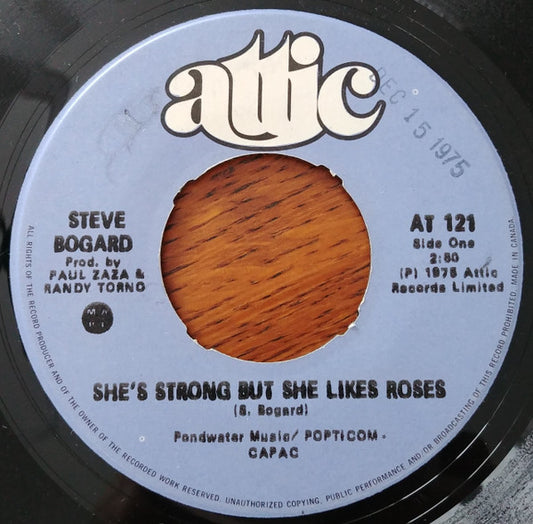 attic
DEC 15 1975
STEVE
BOGARD
Prod. by
PAUL ZAZA &
RANDY TORNO
AT 121
Side One
2:50
(P) 1975 Attic
Records Limited
SHE'S STRONG BUT SHE LIKES ROSES
(S. Bogard)
Pondwater Music/ POPTICOM -
CAPAC
ALL RIGHTS OF THE RECORD PRODUCER AND OF THE OWNER OF THE RECORDED WORK RESERVED. UNAUTHORIZED COPYING, PUBLIC PERFORMANCE AND/OR BROADCASTING OF THIS RECORD PROHIBITED. MADE IN CANADA